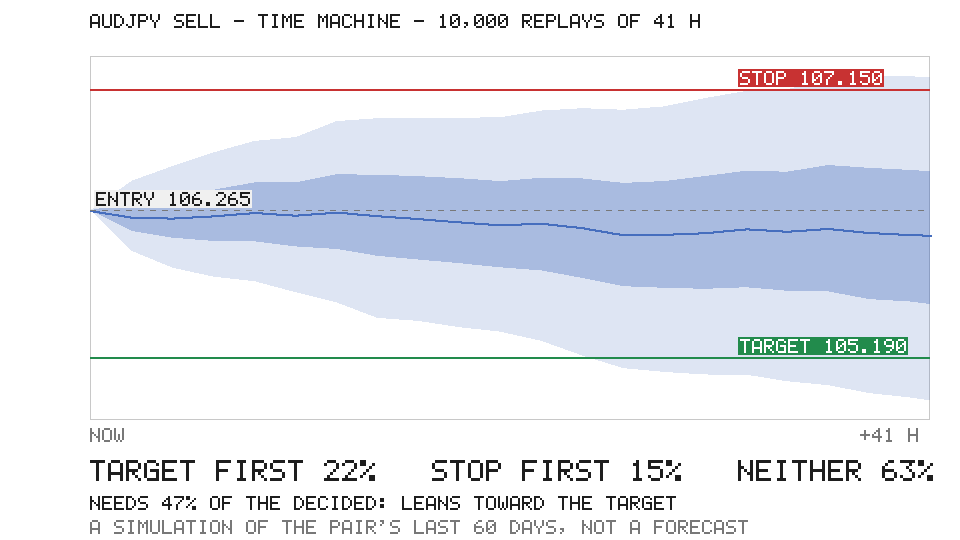 AUDJPY SELL - TIME MACHINE - 10,000 REPLAYS OF 41 H
STOP 107.150
ENTRY 106.265
TARGET 105.190
NOW
+41 H
TARGET FIRST 22% STOP FIRST 15% NEITHER 63%
NEEDS 47% OF THE DECIDED: LEANS TOWARD THE TARGET
A SIMULATION OF THE PAIR'S LAST 60 DAYS, NOT A FORECAST